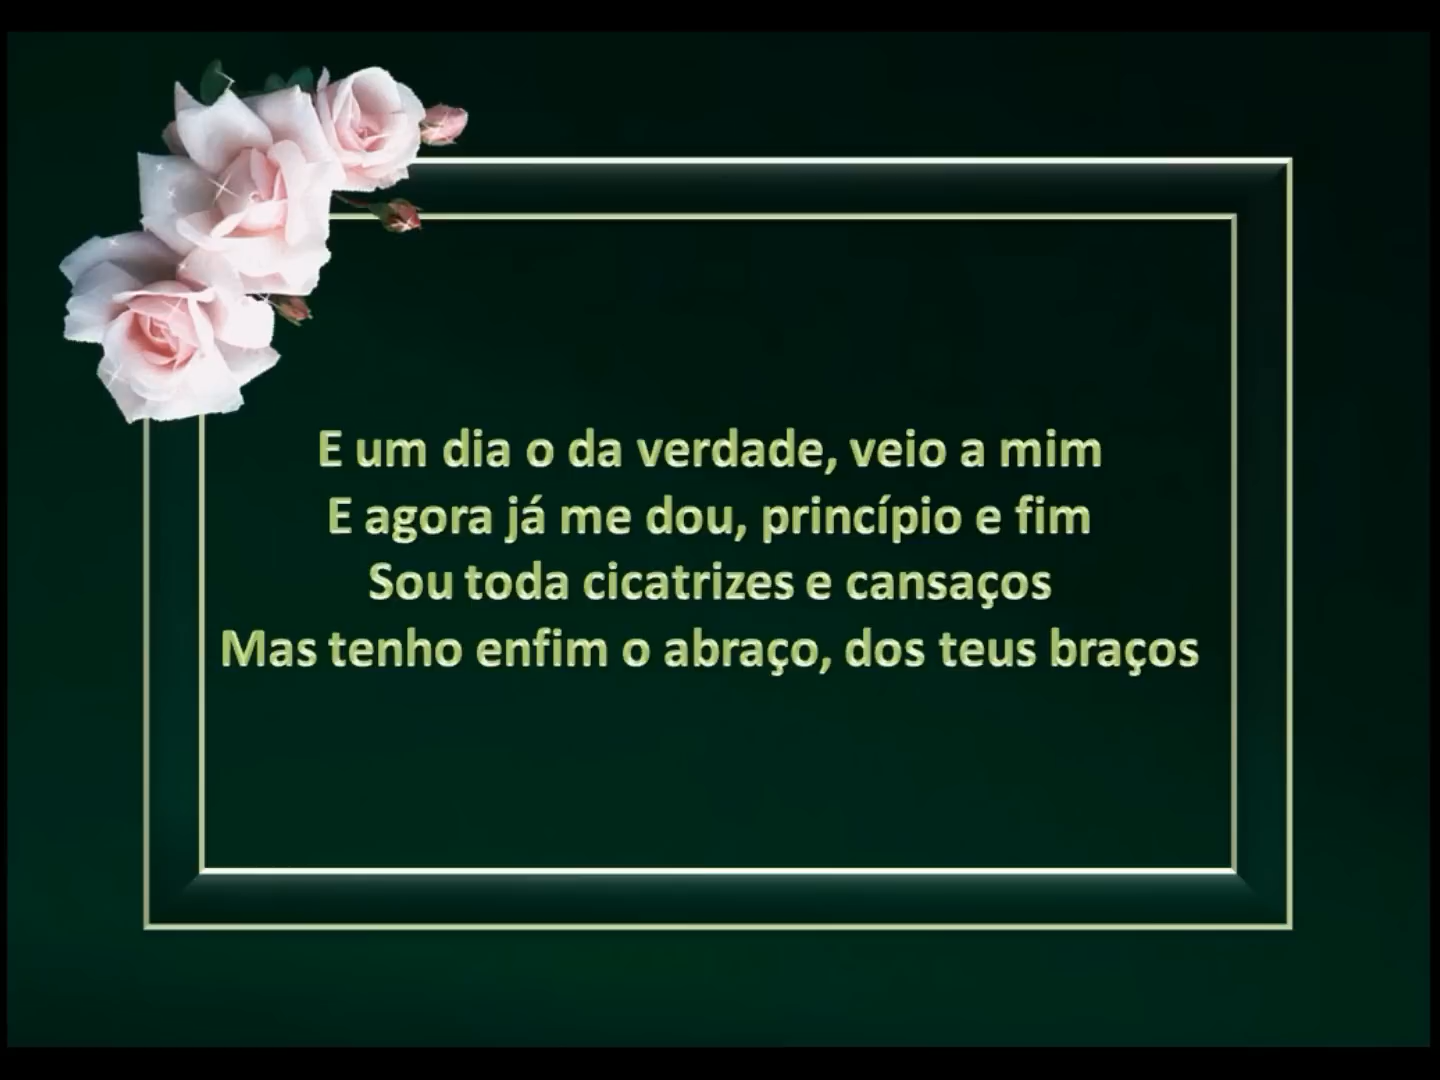 E um dia o da verdade, veio a mim
E agora já me dou, princípio e fim
Sou toda cicatrizes e cansaços
Mas tenho enfim o abraço, dos teus braços